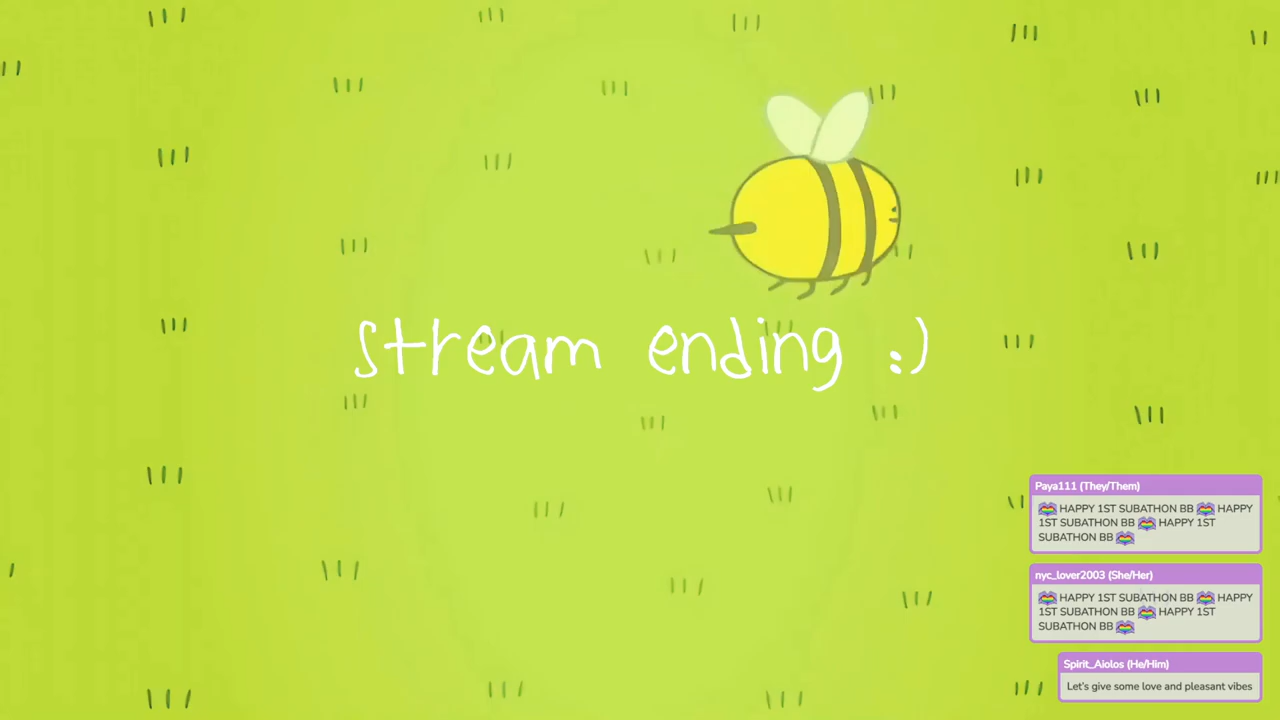 stream ending :)
Paya111 (They/Them)
HAPPY 1ST SUBATHON BB HAPPY
1ST SUBATHON BB HAPPY 1ST
SUBATHON BB
nyc_lover2003 (She/Her)
HAPPY 1ST SUBATHON BB HAPPY
1ST SUBATHON BB HAPPY 1ST
SUBATHON BB
Spirit_Aiolos (He/Him)
Let's give some love and pleasant vibes